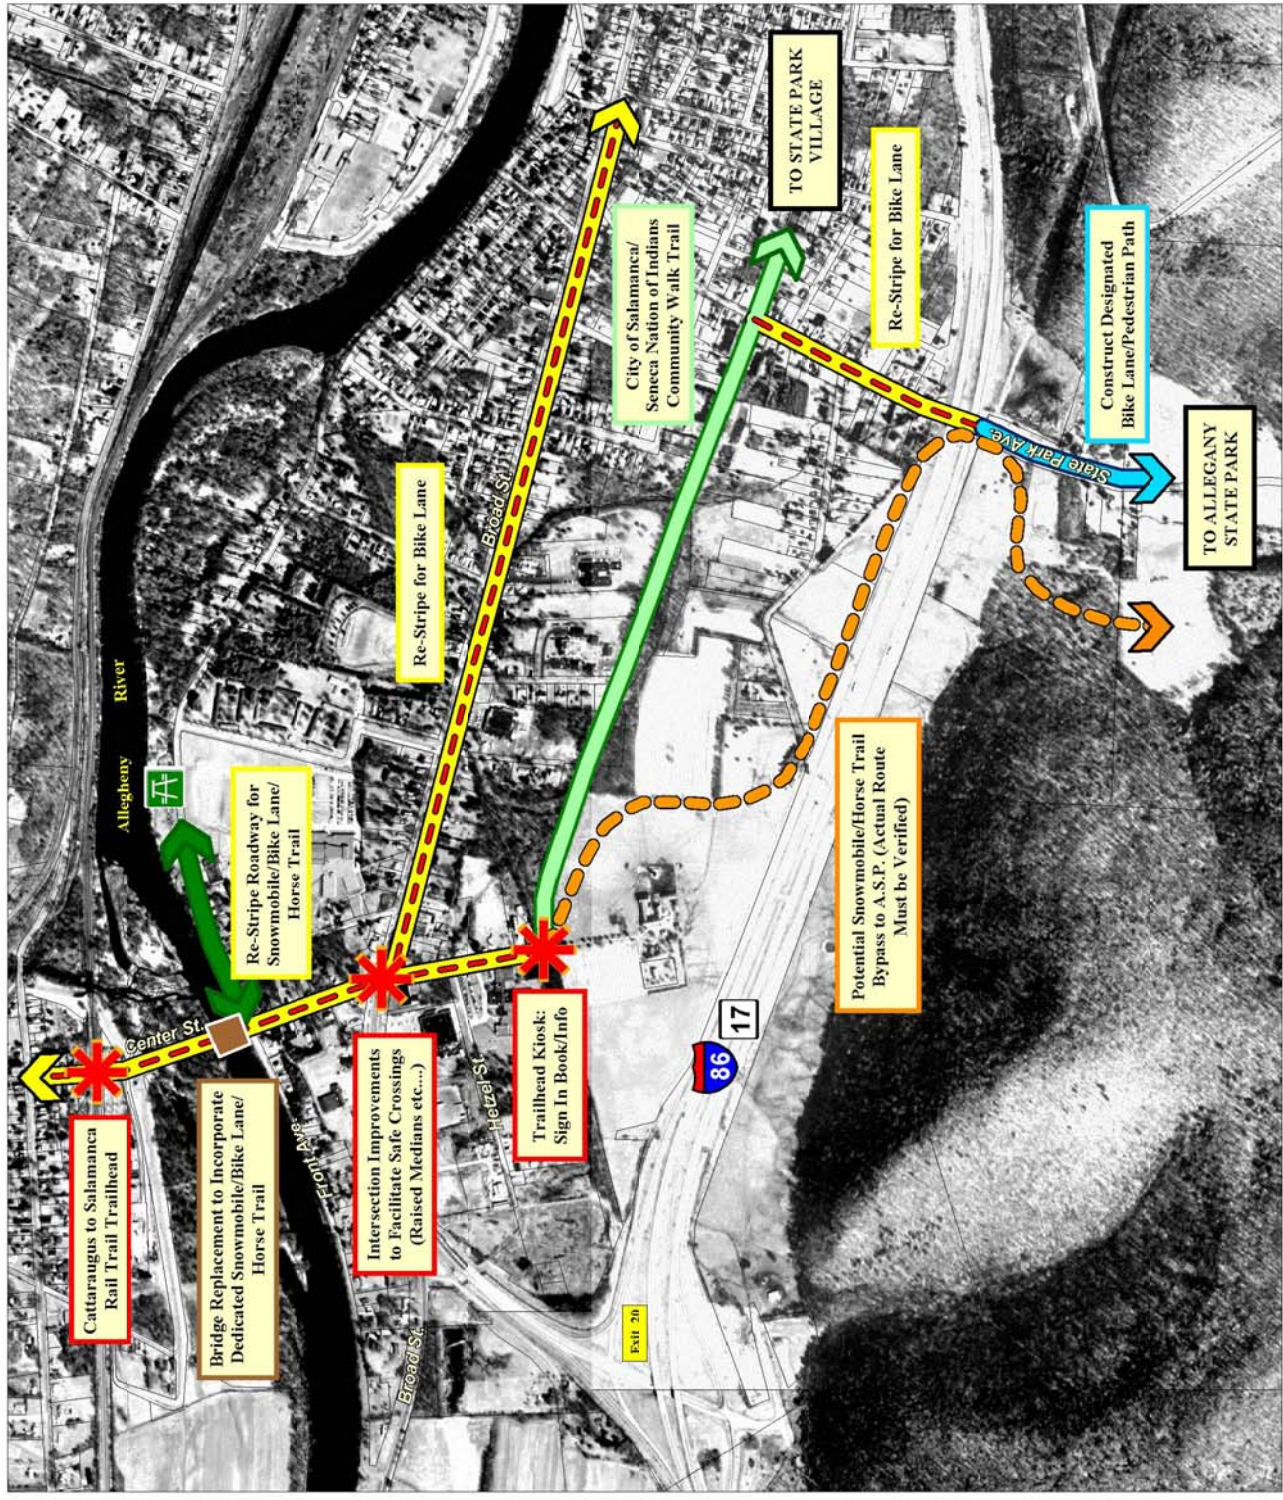 Cattaraugus to Salamanca
Rail Trail Trailhead
Bridge Replacement to Incorporate
Dedicated Snowmobile/Bike Lane/
Horse Trail
Center St.
Front Ave.
Allegheny River
Re-Stripe Roadway for
Snowmobile/Bike Lane/
Horse Trail
Intersection Improvements
to Facilitate Safe Crossings
(Raised Medians etc....)
Broad St.
Re-Stripe for Bike Lane
Broad St.
Hetzel St.
Trailhead Kiosk:
Sign In Book/Info
City of Salamanca/
Seneca Nation of Indians
Community Walk Trail
Exit 20
86
17
TO STATE PARK
VILLAGE
Re-Stripe for Bike Lane
Potential Snowmobile/Horse Trail
Bypass to A.S.P. (Actual Route
Must be Verified)
State Park Ave.
Construct Designated
Bike Lane/Pedestrian Path
TO ALLEGANY
STATE PARK